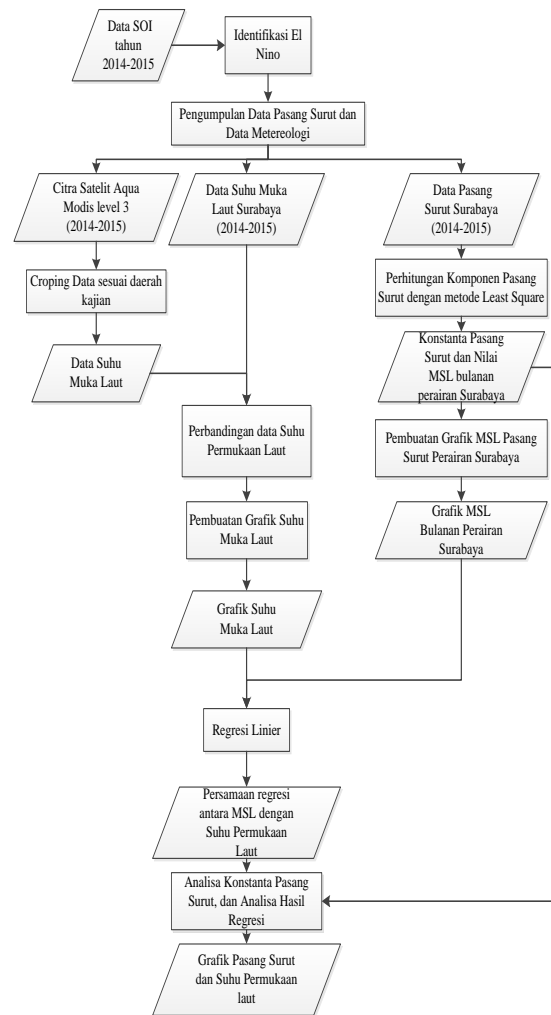 Data SOI
tahun
2014-2015
Identifikasi El
Nino
Pengumpulan Data Pasang Surut dan
Data Metereologi
Citra Satelit Aqua
Modis level 3
(2014-2015)
Data Suhu Muka
Laut Surabaya
(2014-2015)
Data Pasang
Surut Surabaya
(2014-2015)
Croping Data sesuai daerah
kajian
Perhitungan Komponen Pasang
Surut dengan metode Least Square
Data Suhu
Muka Laut
Konstanta Pasang
Surut dan Nilai
MSL bulanan
perairan Surabaya
Perbandingan data Suhu
Permukaan Laut
Pembuatan Grafik MSL Pasang
Surut Perairan Surabaya
Pembuatan Grafik Suhu
Muka Laut
Grafik MSL
Bulanan Perairan
Surabaya
Grafik Suhu
Muka Laut
Regresi Linier
Persamaan regresi
antara MSL dengan
Suhu Permukaan
Laut
Analisa Konstanta Pasang
Surut, dan Analisa Hasil
Regresi
Grafik Pasang Surut
dan Suhu Permukaan
laut